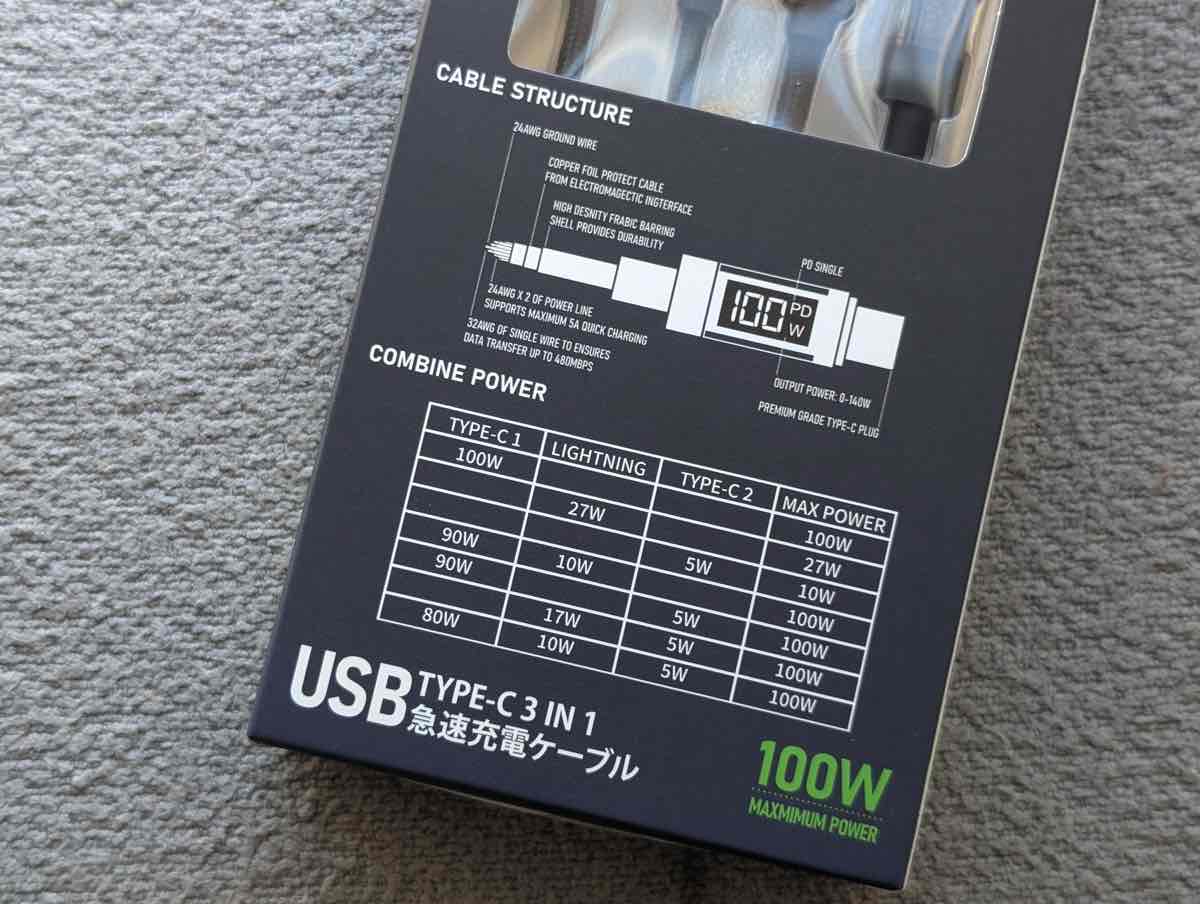 CABLE STRUCTURE
24AWG GROUND WIRE
COPPER FOIL PROTECT CABLE
FROM ELECTROMAGECTIC INGTERFACE
HIGH DESNITY FRABIC BARRING
SHELL PROVIDES DURABILITY
PD SINGLE
100 PD
W
24AWG X 2 OF POWER LINE
SUPPORTS MAXIMUM 5A QUICK CHARGING
32AWG OF SINGLE WIRE TO ENSURES
DATA TRANSFER UP TO 480MBPS
OUTPUT POWER: 0-140W
PREMIUM GRADE TYPE-C PLUG
COMBINE POWER
TYPE-C 1 LIGHTNING TYPE-C 2 MAX POWER
100W 100W
27W 27W
5W 10W
90W 10W 100W
90W 5W 100W
17W 5W 100W
80W 10W 5W 100W
USB TYPE-C 3 IN 1
急速充電ケーブル
100W
MAXMIMUM POWER